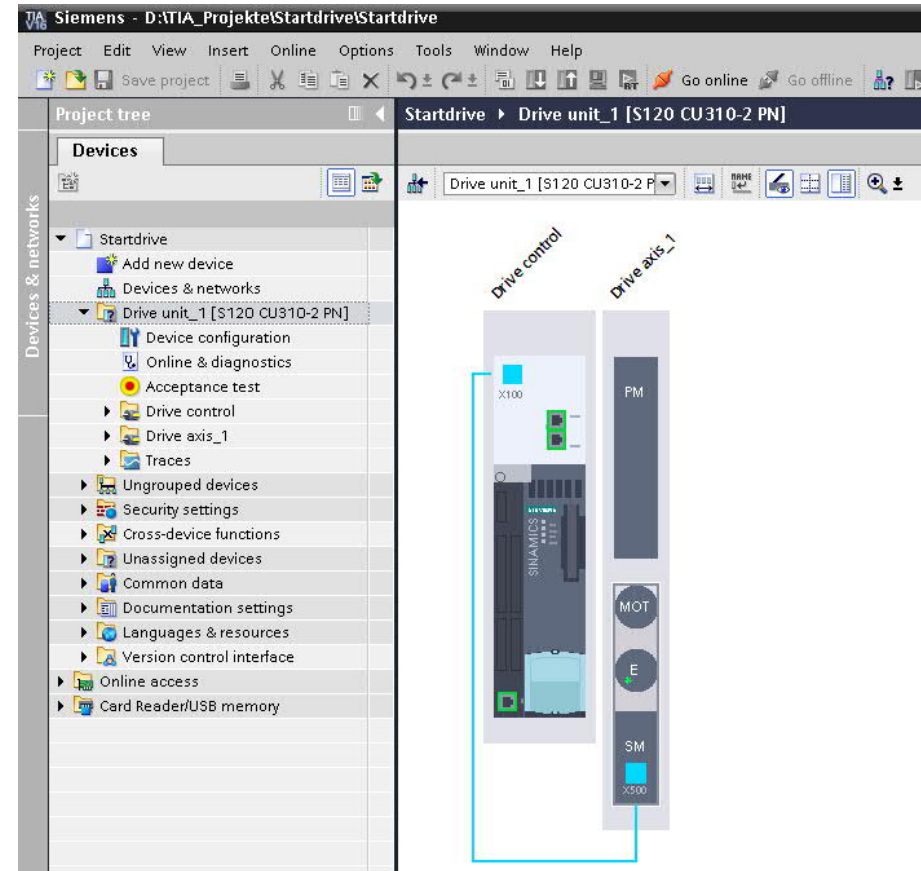 Siemens - D:\TIA_Projekte\Startdrive\Startdrive
Project Edit View Insert Online Options Tools Window Help
Save project Go online Go offline
Project tree
Startdrive Drive unit_1 [S120 CU310-2 PN]
Devices
Drive unit_1 [S120 CU310-2 P
Devices & networks
Startdrive
Add new device
Devices & networks
Drive unit_1 [S120 CU310-2 PN]
Device configuration
Online & diagnostics
Acceptance test
Drive control
Drive axis_1
Traces
Ungrouped devices
Security settings
Cross-device functions
Unassigned devices
Common data
Documentation settings
Languages & resources
Version control interface
Online access
Card Reader/USB memory
Drive control
Drive axis_1
X100
PM
SIEMENS
SINAMICS
MOT
E
SM
X500